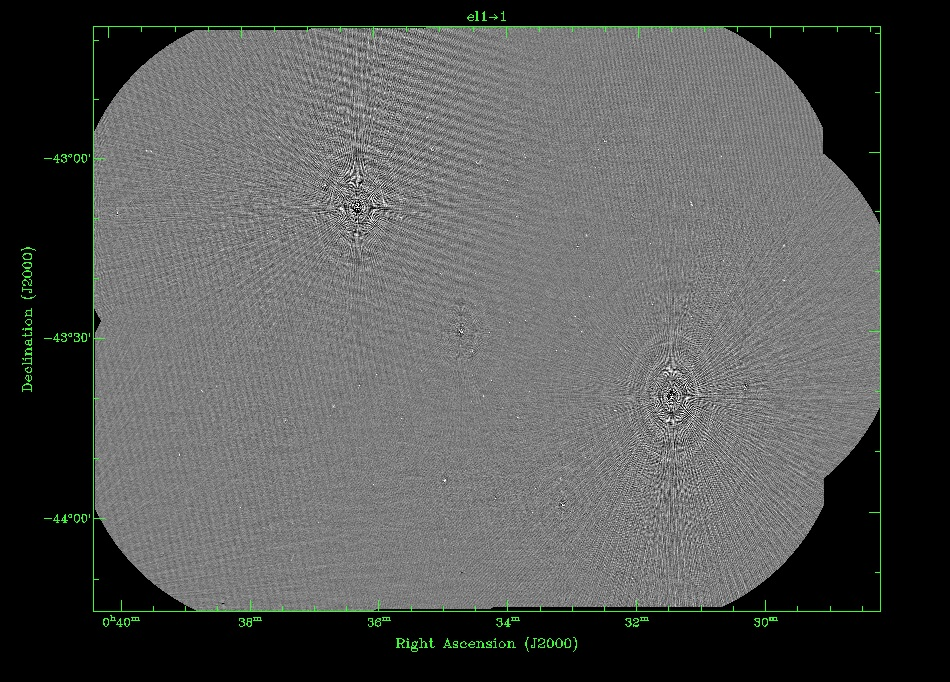 el1→1
−43°00'
−43°30'
−44°00'
Declination (J2000)
0ʰ40ᵐ 38ᵐ 36ᵐ 34ᵐ 32ᵐ 30ᵐ
Right Ascension (J2000)